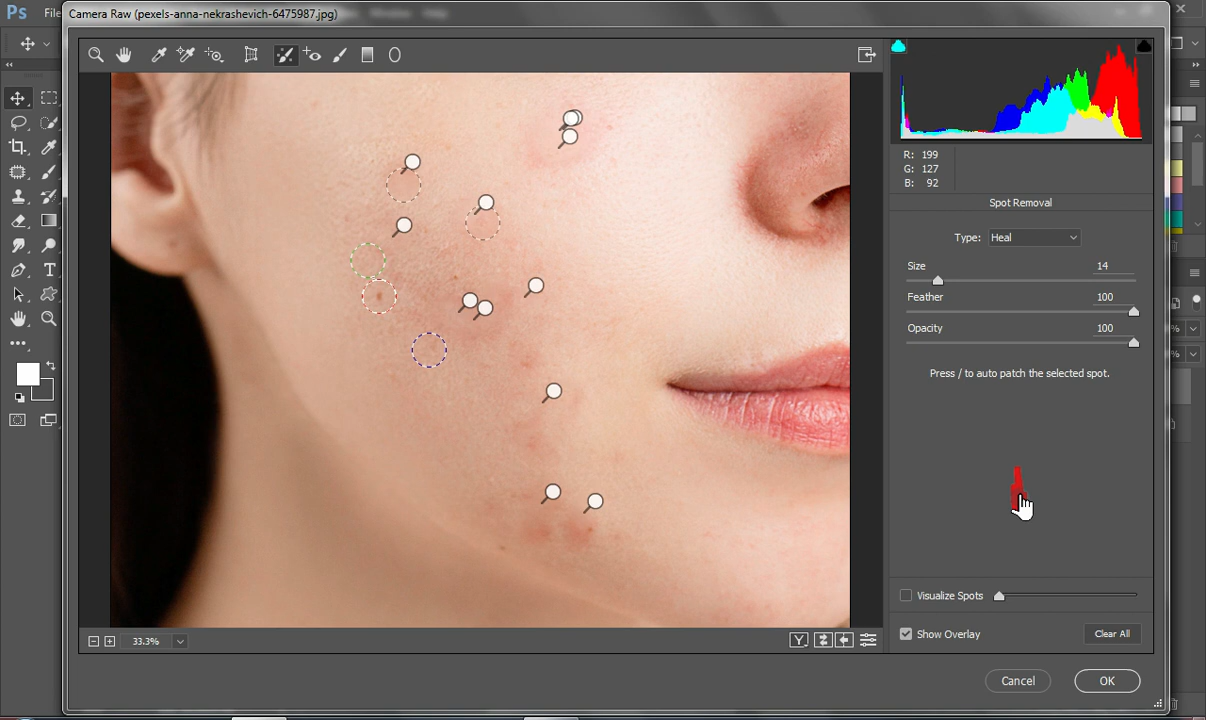 Ps File
Camera Raw (pexels-anna-nekrashevich-6475987.jpg)
R: 199
G: 127
B: 92
Spot Removal
Type: Heal
Size 14
Feather 100
Opacity 100
Press / to auto patch the selected spot.
Visualize Spots
33.3%
Y
Show Overlay
Clear All
Cancel
OK